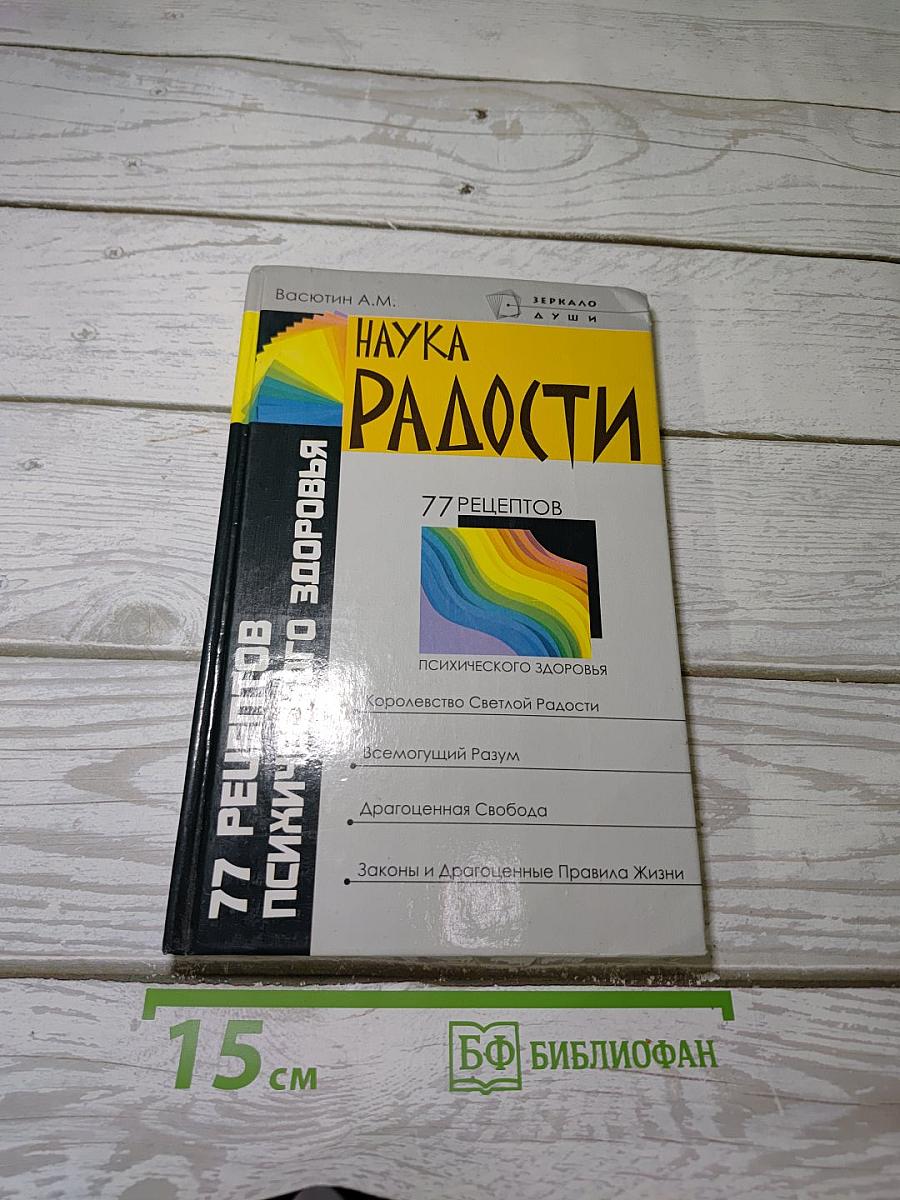 Васютин А.М.
ЗЕРКАЛО
ДУШИ
НАУКА
РАДОСТИ
77 РЕЦЕПТОВ
ПСИХИЧЕСКОГО ЗДОРОВЬЯ
77 РЕЦЕПТОВ
ПСИХИЧЕСКОГО ЗДОРОВЬЯ
Королевство Светлой Радости
Всемогущий Разум
Драгоценная Свобода
Законы и Драгоценные Правила Жизни
15 см
БФ БИБЛИОФАН